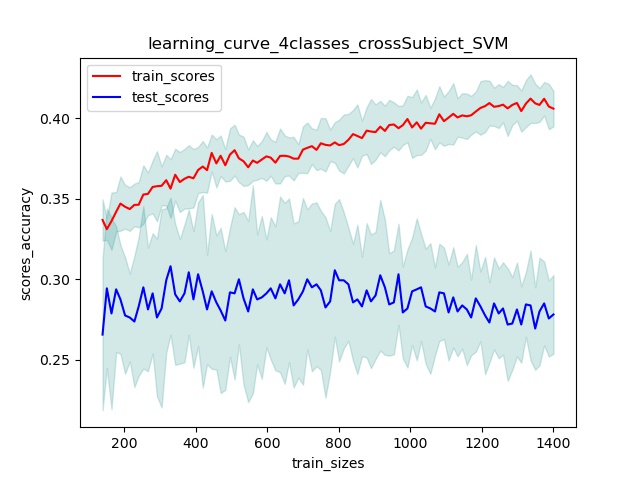 learning_curve_4classes_crossSubject_SVM
train_scores
test_scores
scores_accuracy
0.40
0.35
0.30
0.25
200 400 600 800 1000 1200 1400
train_sizes